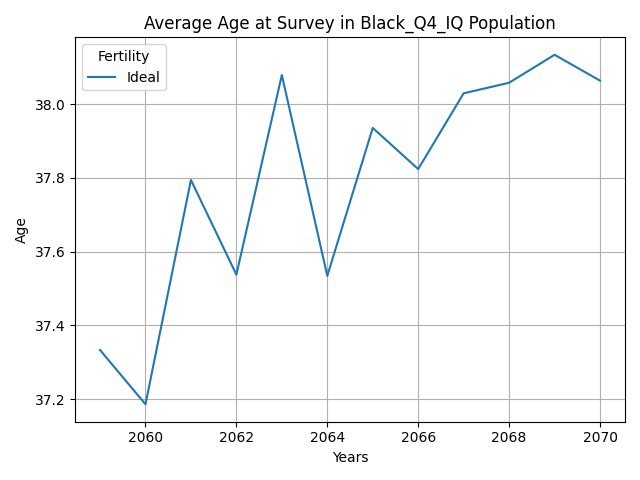 Average Age at Survey in Black_Q4_IQ Population
Fertility
Ideal
Age
38.0
37.8
37.6
37.4
37.2
2060 2062 2064 2066 2068 2070
Years